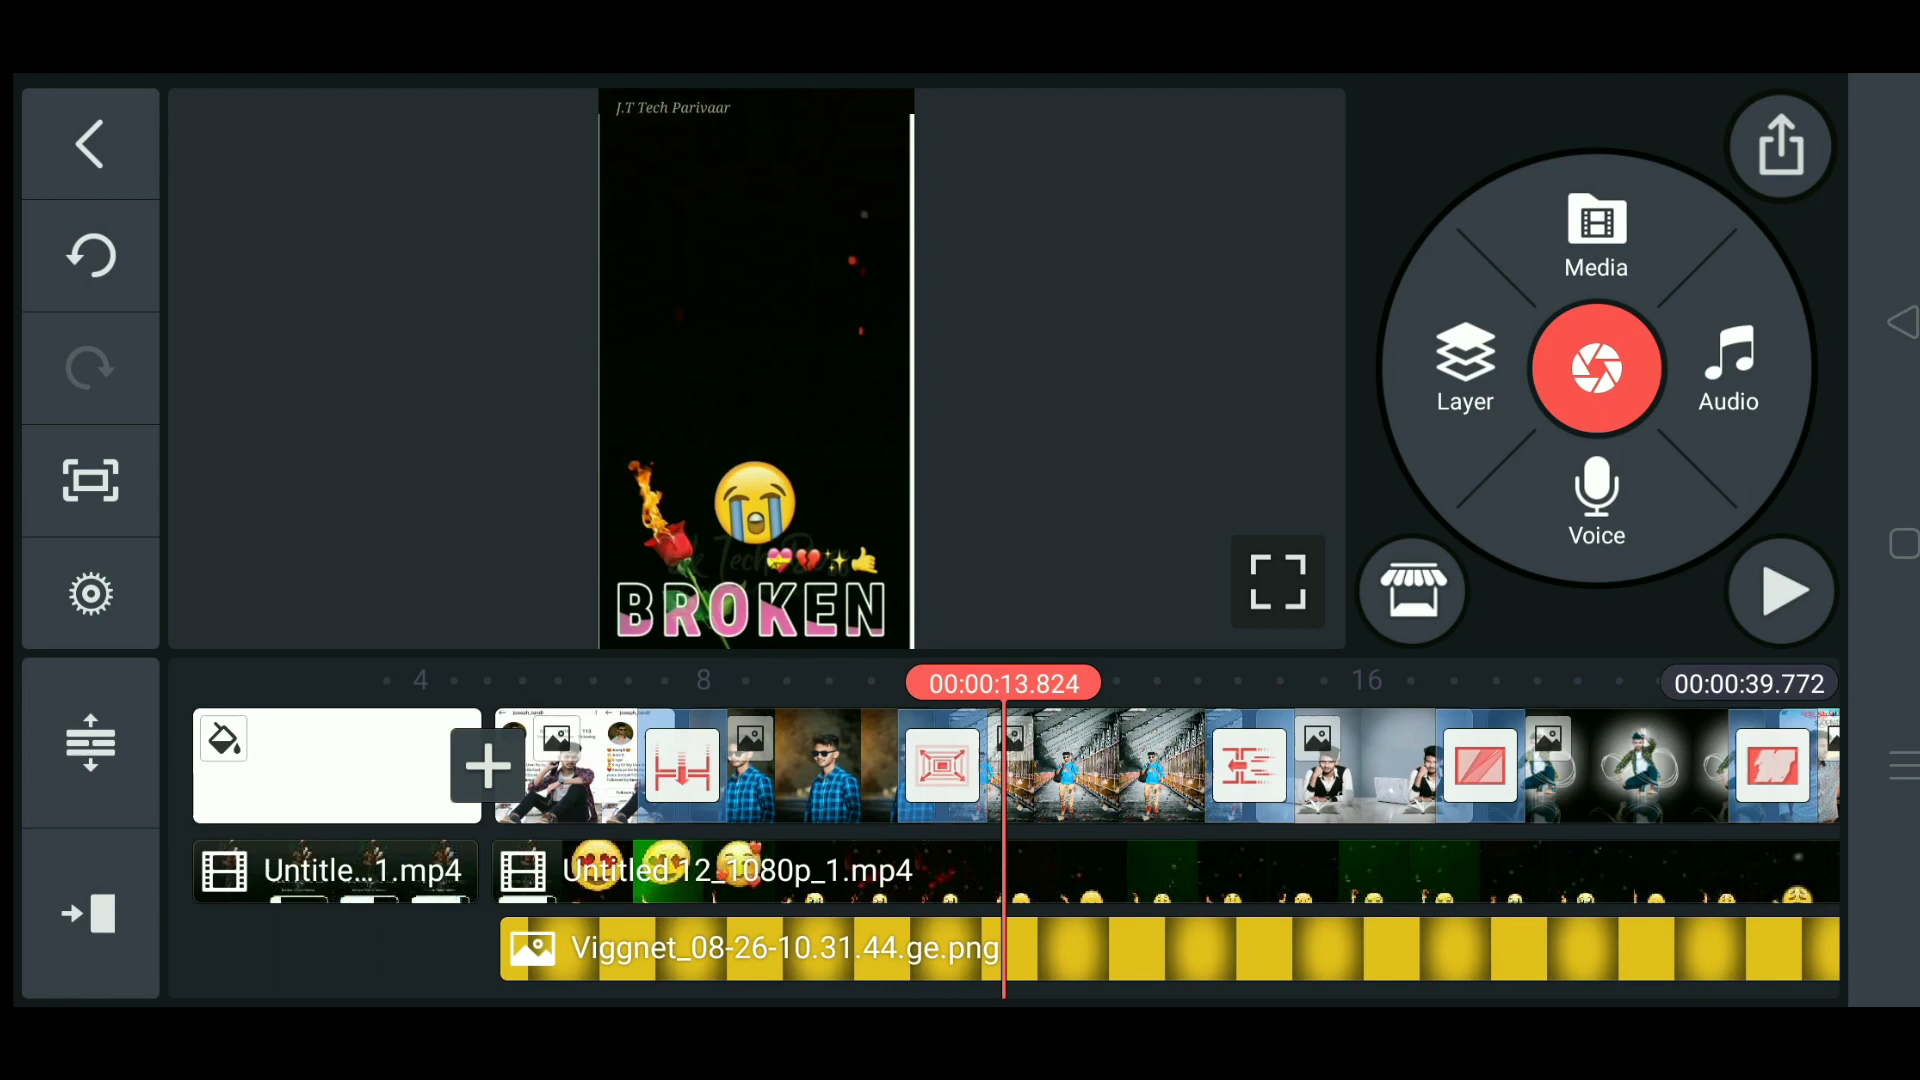 J.T Tech Parivaar
BROKEN
Media
Layer
Audio
Voice
4
8
00:00:13.824
16
00:00:39.772
Untitle...1.mp4
Untitled 12_1080p_1.mp4
Viggnet_08-26-10.31.44.ge.png